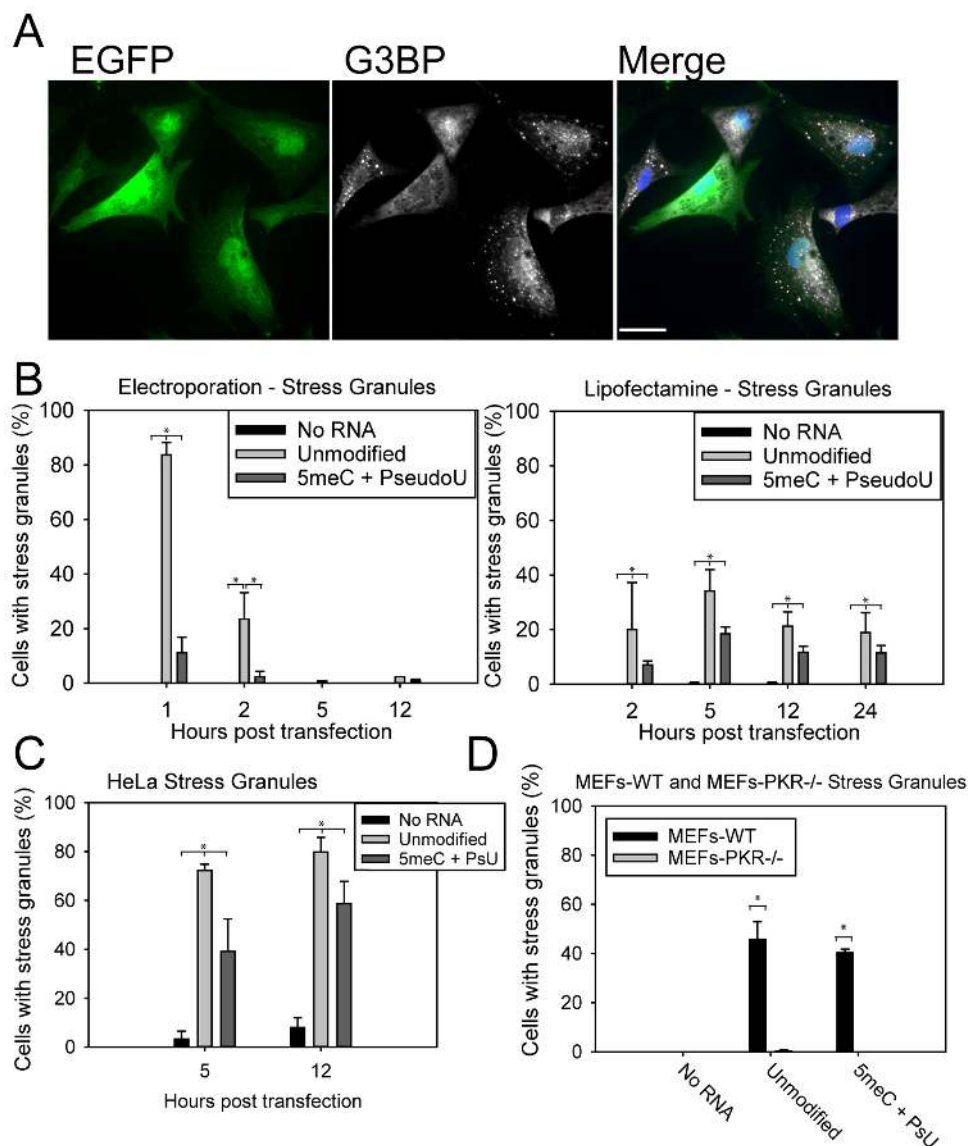 A
EGFP
G3BP
Merge
B
Electroporation - Stress Granules
Cells with stress granules (%)
100
80
60
40
20
0
No RNA
Unmodified
5meC + PseudoU
*
* *
1
2
5
12
Hours post transfection
Lipofectamine - Stress Granules
Cells with stress granules (%)
100
80
60
40
20
0
No RNA
Unmodified
5meC + PseudoU
*
*
*
*
2
5
12
24
Hours post transfection
C
HeLa Stress Granules
Cells with stress granules (%)
100
80
60
40
20
0
No RNA
Unmodified
5meC + PsU
*
*
5
12
Hours post transfection
D
MEFs-WT and MEFs-PKR-/- Stress Granules
Cells with stress granules (%)
100
80
60
40
20
0
MEFs-WT
MEFs-PKR-/-
*
*
No RNA
Unmodified
5meC + PsU